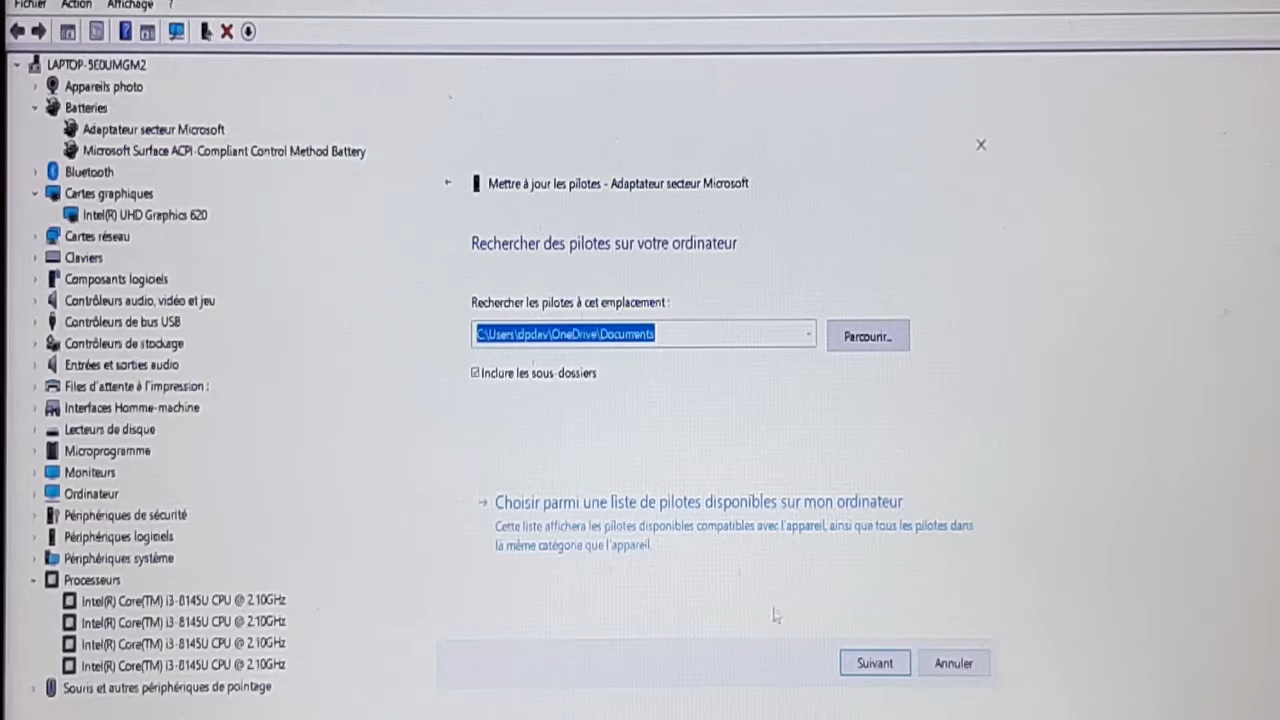 Fichier Action Affichage ?
LAPTOP-5E0UMGM2
Appareils photo
Batteries
Adaptateur secteur Microsoft
Microsoft Surface ACPI-Compliant Control Method Battery
Bluetooth
Cartes graphiques
Intel(R) UHD Graphics 620
Cartes réseau
Claviers
Composants logiciels
Contrôleurs audio, vidéo et jeu
Contrôleurs de bus USB
Contrôleurs de stockage
Entrées et sorties audio
Files d'attente à l'impression :
Interfaces Homme-machine
Lecteurs de disque
Microprogramme
Moniteurs
Ordinateur
Périphériques de sécurité
Périphériques logiciels
Périphériques système
Processeurs
Intel(R) Core(TM) i3-8145U CPU @ 2.10GHz
Intel(R) Core(TM) i3-8145U CPU @ 2.10GHz
Intel(R) Core(TM) i3-8145U CPU @ 2.10GHz
Intel(R) Core(TM) i3-8145U CPU @ 2.10GHz
Souris et autres périphériques de pointage
Mettre à jour les pilotes - Adaptateur secteur Microsoft
Rechercher des pilotes sur votre ordinateur
Rechercher les pilotes à cet emplacement :
C:\Users\dpdev\OneDrive\Documents
Parcourir...
Inclure les sous-dossiers
Choisir parmi une liste de pilotes disponibles sur mon ordinateur
Cette liste affichera les pilotes disponibles compatibles avec l'appareil, ainsi que tous les pilotes dans
la même catégorie que l'appareil.
Suivant Annuler